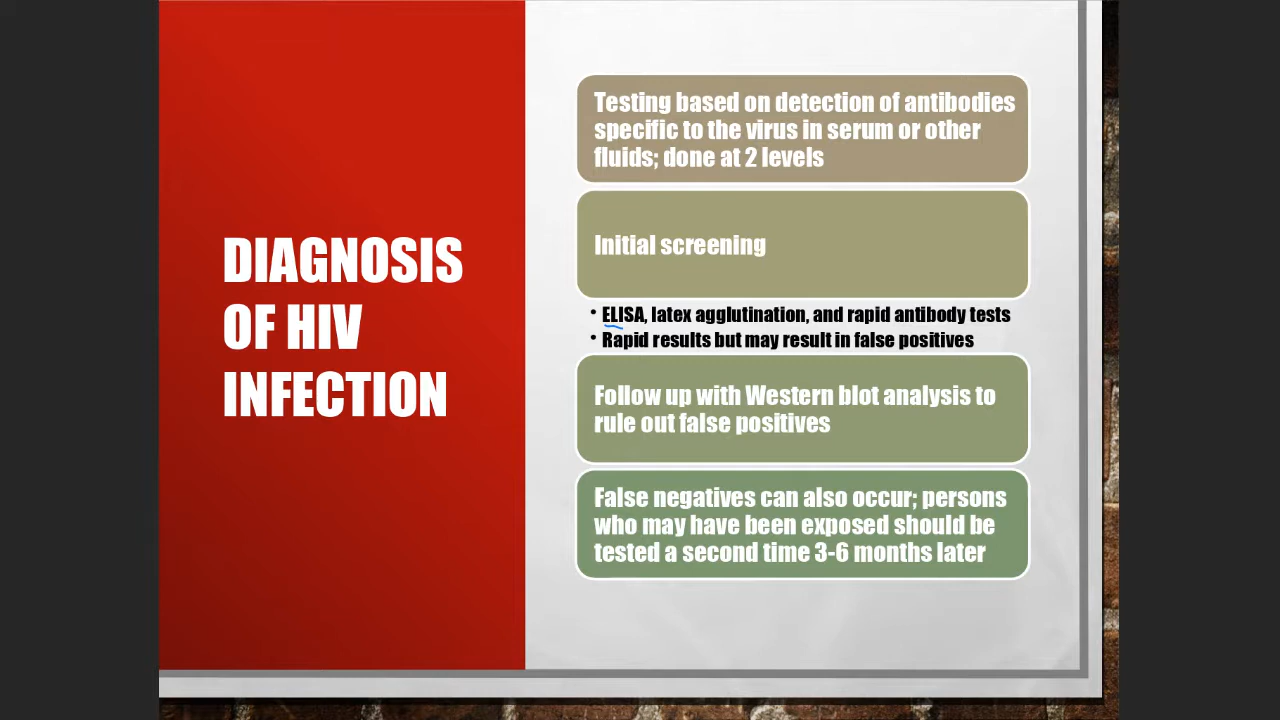 DIAGNOSIS
OF HIV
INFECTION
Testing based on detection of antibodies
specific to the virus in serum or other
fluids; done at 2 levels
Initial screening
• ELISA, latex agglutination, and rapid antibody tests
• Rapid results but may result in false positives
Follow up with Western blot analysis to
rule out false positives
False negatives can also occur; persons
who may have been exposed should be
tested a second time 3-6 months later